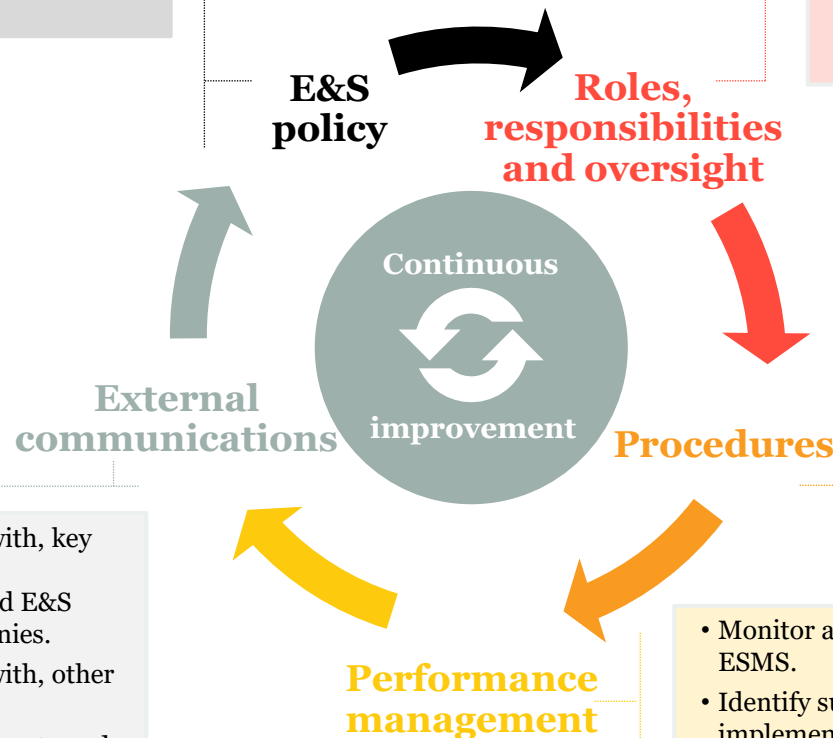 E&S
policy
Roles,
responsibilities
and oversight
Continuous
improvement
External
communications
Procedures
with, key
d E&S
nies.
with, other
Performance
management
• Monitor a
ESMS.
• Identify su
implemen